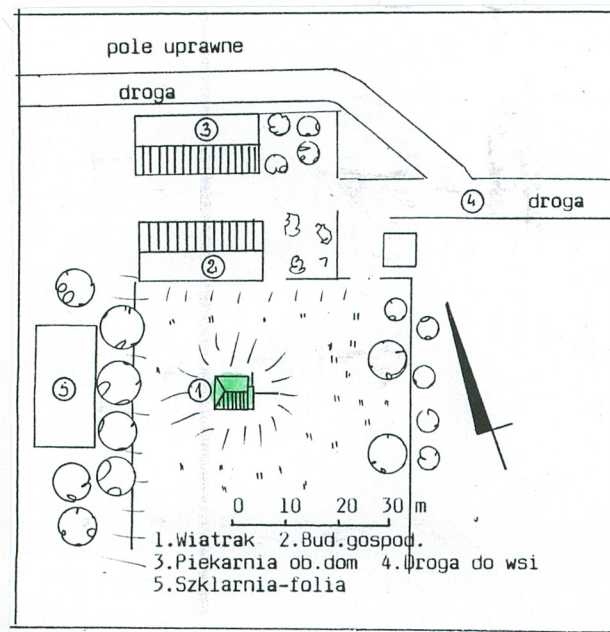 pole uprawne
droga
3
4
droga
2
1
5
0 10 20 30 m
1.Wiatrak 2.Bud.gospod.
3.Piekarnia ob.dom 4.Droga do wsi
5.Szklarnia-folia